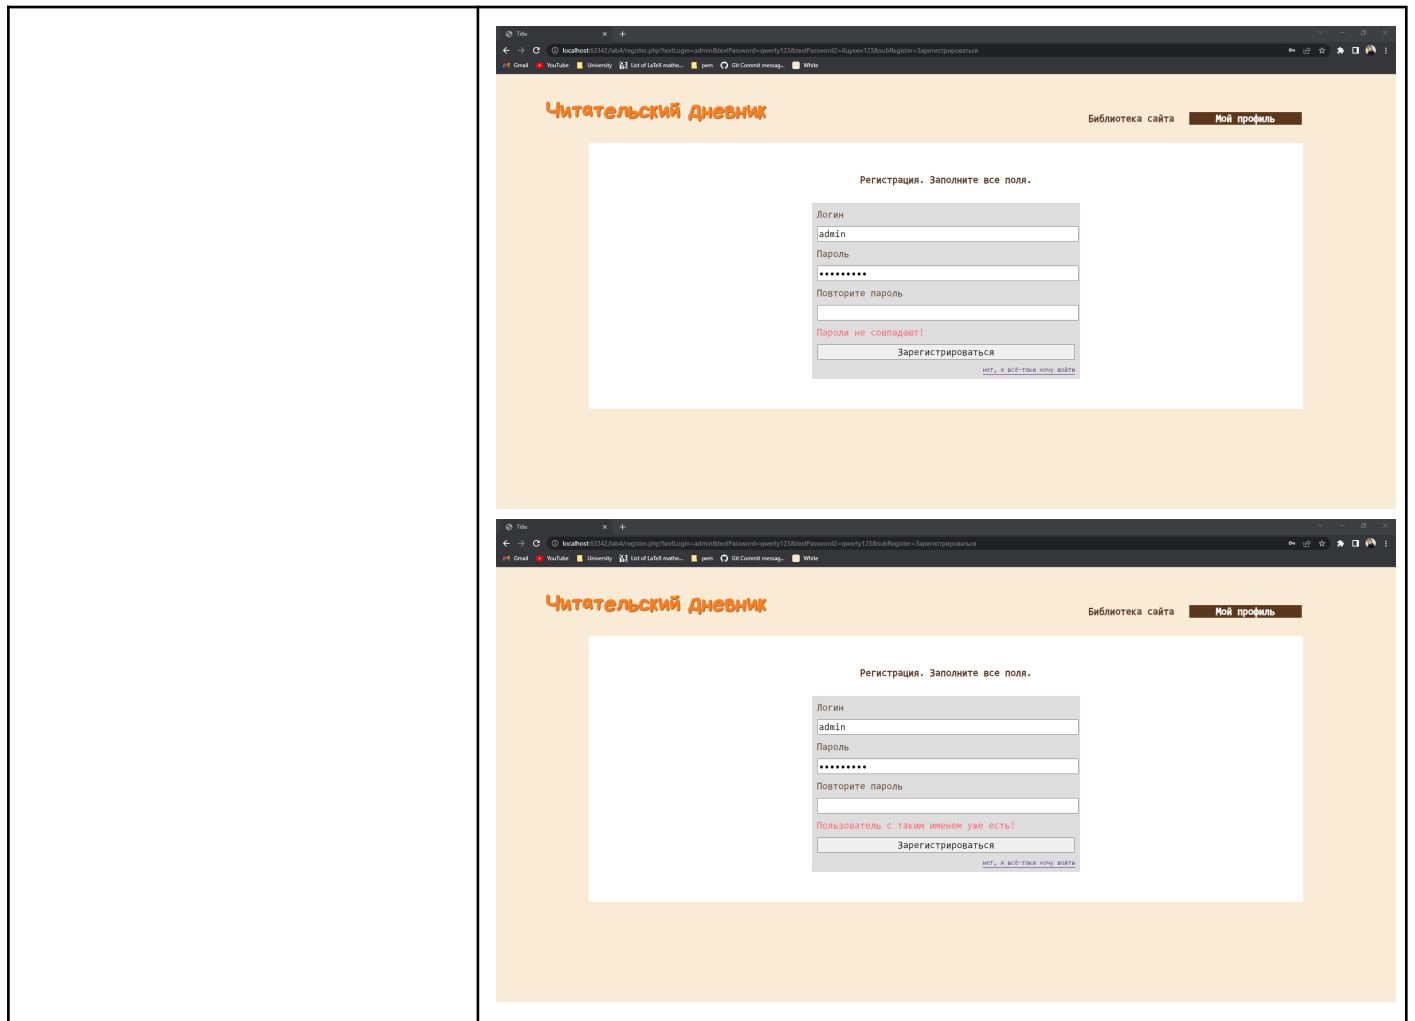 Title
localhost:63342/lab4/register.php?textLogin=admin&textPassword=qwerty123&textPassword2=йцукен123&subRegister=Зарегистрироваться
Gmail YouTube University List of LaTeX mathe... pem Git Commit messag... White
Читательский дневник
Библиотека сайта Мой профиль
Регистрация. Заполните все поля.
Логин
admin
Пароль
•••••••••
Повторите пароль
Пароли не совпадают!
Зарегистрироваться
нет, я всё-таки хочу войти
Title
localhost:63342/lab4/register.php?textLogin=admin&textPassword=qwerty123&textPassword2=qwerty123&subRegister=Зарегистрироваться
Gmail YouTube University List of LaTeX mathe... pem Git Commit messag... White
Читательский дневник
Библиотека сайта Мой профиль
Регистрация. Заполните все поля.
Логин
admin
Пароль
•••••••••
Повторите пароль
Пользователь с таким именем уже есть!
Зарегистрироваться
нет, я всё-таки хочу войти